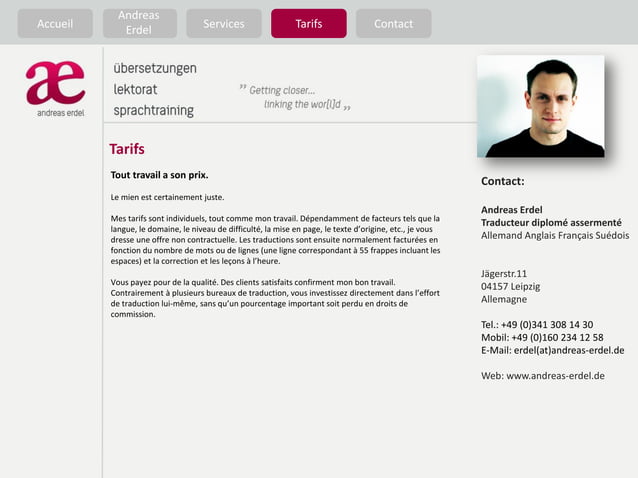 Accueil
Andreas
Erdel
Services
Tarifs
Contact
æ
andreas erdel
übersetzungen
lektorat
sprachtraining
” Getting closer...
linking the wor[l]d „
Tarifs
Tout travail a son prix.
Le mien est certainement juste.
Mes tarifs sont individuels, tout comme mon travail. Dépendamment de facteurs tels que la
langue, le domaine, le niveau de difficulté, la mise en page, le texte d’origine, etc., je vous
dresse une offre non contractuelle. Les traductions sont ensuite normalement facturées en
fonction du nombre de mots ou de lignes (une ligne correspondant à 55 frappes incluant les
espaces) et la correction et les leçons à l’heure.
Vous payez pour de la qualité. Des clients satisfaits confirment mon bon travail.
Contrairement à plusieurs bureaux de traduction, vous investissez directement dans l’effort
de traduction lui-même, sans qu’un pourcentage important soit perdu en droits de
commission.
Contact:
Andreas Erdel
Traducteur diplomé assermenté
Allemand Anglais Français Suédois
Jägerstr.11
04157 Leipzig
Allemagne
Tel.: +49 (0)341 308 14 30
Mobil: +49 (0)160 234 12 58
E-Mail: erdel(at)andreas-erdel.de
Web: www.andreas-erdel.de